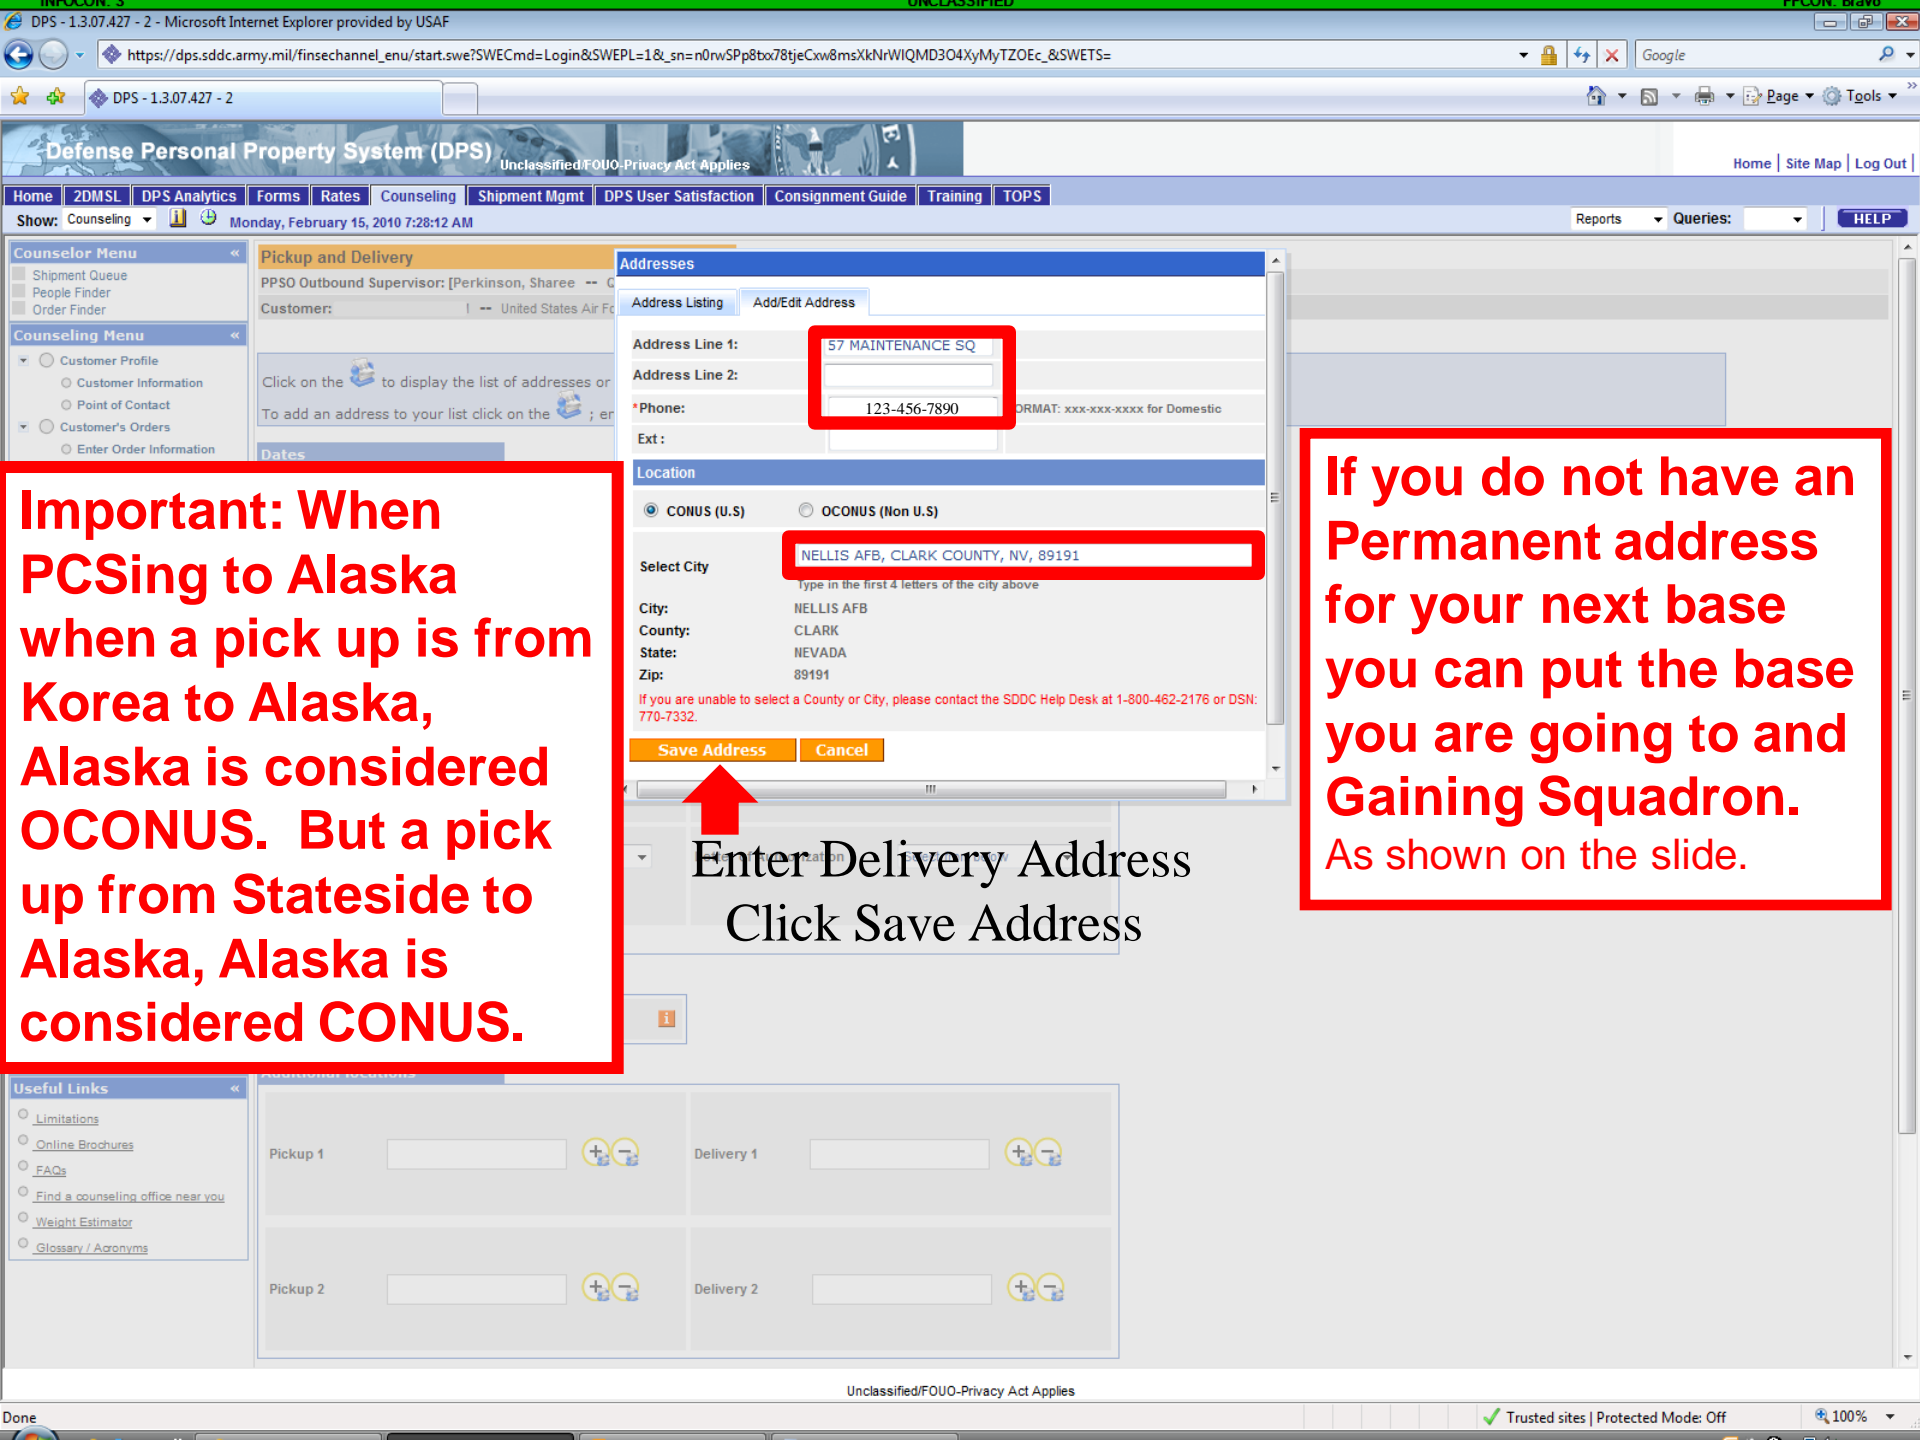 INFOCON: 3 UNCLASSIFIED FPCON: Bravo
DPS - 1.3.07.427 - 2 - Microsoft Internet Explorer provided by USAF
https://dps.sddc.army.mil/finsechannel_enu/start.swe?SWECmd=Login&SWEPL=1&_sn=n0rwSPp8txx78tjeCxw8msXkNrWIQMD3O4XyMyTZOEc_&SWETS=
Google
DPS - 1.3.07.427 - 2
Page Tools
Defense Personal Property System (DPS) Unclassified/FOUO-Privacy Act Applies
Home | Site Map | Log Out |
Home 2DMSL DPS Analytics Forms Rates Counseling Shipment Mgmt DPS User Satisfaction Consignment Guide Training TOPS
Show: Counseling Monday, February 15, 2010 7:28:12 AM
Reports Queries: HELP
Counselor Menu
Shipment Queue
People Finder
Order Finder
Counseling Menu
Customer Profile
Customer Information
Point of Contact
Customer's Orders
Enter Order Information
Pickup and Delivery
PPSO Outbound Supervisor: [Perkinson, Sharee --
Customer: -- United States Air
Click on the to display the list of addresses or
To add an address to your list click on the ;
Dates
Addresses
Address Listing Add/Edit Address
Address Line 1: 57 MAINTENANCE SQ
Address Line 2:
*Phone: 123-456-7890 ORMAT: xxx-xxx-xxxx for Domestic
Ext :
Location
CONUS (U.S) OCONUS (Non U.S)
Select City NELLIS AFB, CLARK COUNTY, NV, 89191
Type in the first 4 letters of the city above
City: NELLIS AFB
County: CLARK
State: NEVADA
Zip: 89191
If you are unable to select a County or City, please contact the SDDC Help Desk at 1-800-462-2176 or DSN:
770-7332.
Save Address Cancel
Important: When
PCSing to Alaska
when a pick up is from
Korea to Alaska,
Alaska is considered
OCONUS. But a pick
up from Stateside to
Alaska, Alaska is
considered CONUS.
If you do not have an
Permanent address
for your next base
you can put the base
you are going to and
Gaining Squadron.
As shown on the slide.
Enter Delivery Address
Click Save Address
Additional locations
Useful Links
Limitations
Online Brochures
FAQs
Find a counseling office near you
Weight Estimator
Glossary / Acronyms
Pickup 1 Delivery 1
Pickup 2 Delivery 2
Unclassified/FOUO-Privacy Act Applies
Done Trusted sites | Protected Mode: Off 100%